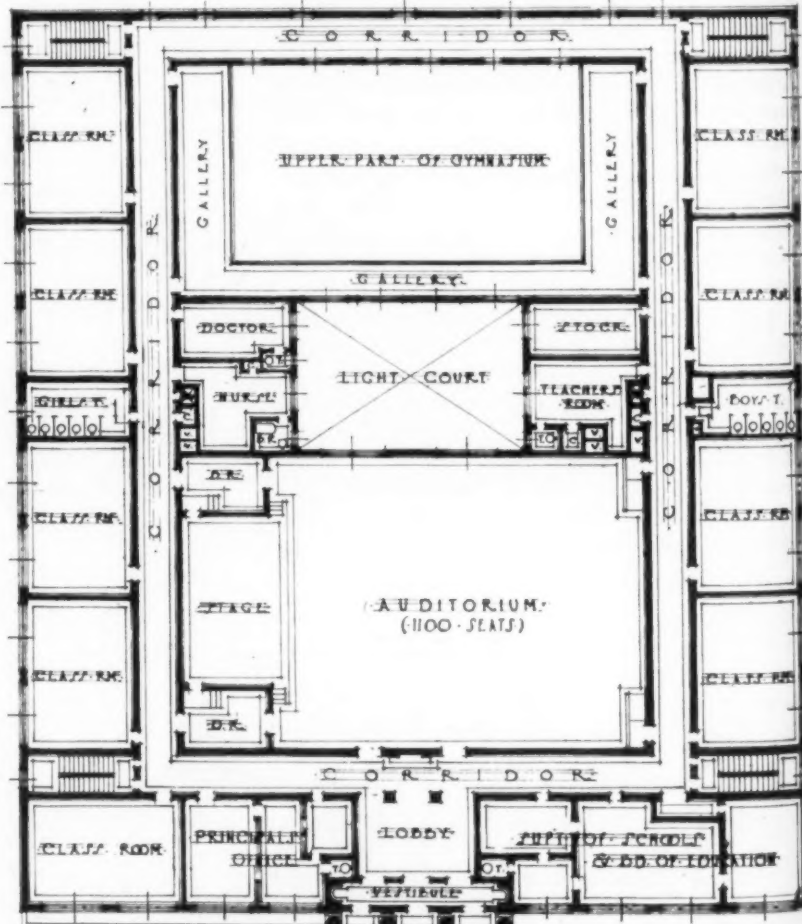 CORRIDOR
CLASS RM.
GALLERY
UPPER PART OF GYMNASIUM
GALLERY
CLASS RM.
CORRIDOR
GALLERY
CORRIDOR
CLASS RM.
DOCTOR
LIGHT COURT
STOCK
CLASS RM.
T.
NURSE
TEACHERS
ROOM
GIRLS T.
BOYS T.
B.R.
T.
D.R.
CLASS RM.
CLASS RM.
STAGE
AUDITORIUM
(1100 SEATS)
CLASS RM.
CLASS RM.
D.R.
CORRIDOR
CLASS ROOM
PRINCIPALS
OFFICE
LOBBY
SUPT. OF SCHOOLS
& BD. OF EDUCATION
T.
T.
VESTIBULE